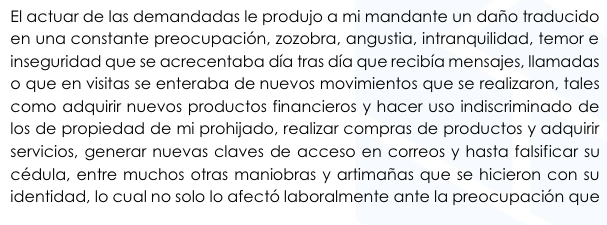 El actuar de las demandadas le produjo a mi mandante un daño traducido
en una constante preocupación, zozobra, angustia, intranquilidad, temor e
inseguridad que se acrecentaba día tras día que recibía mensajes, llamadas
o que en visitas se enteraba de nuevos movimientos que se realizaron, tales
como adquirir nuevos productos financieros y hacer uso indiscriminado de
los de propiedad de mi prohijado, realizar compras de productos y adquirir
servicios, generar nuevas claves de acceso en correos y hasta falsificar su
cédula, entre muchos otras maniobras y artimañas que se hicieron con su
identidad, lo cual no solo lo afectó laboralmente ante la preocupación que